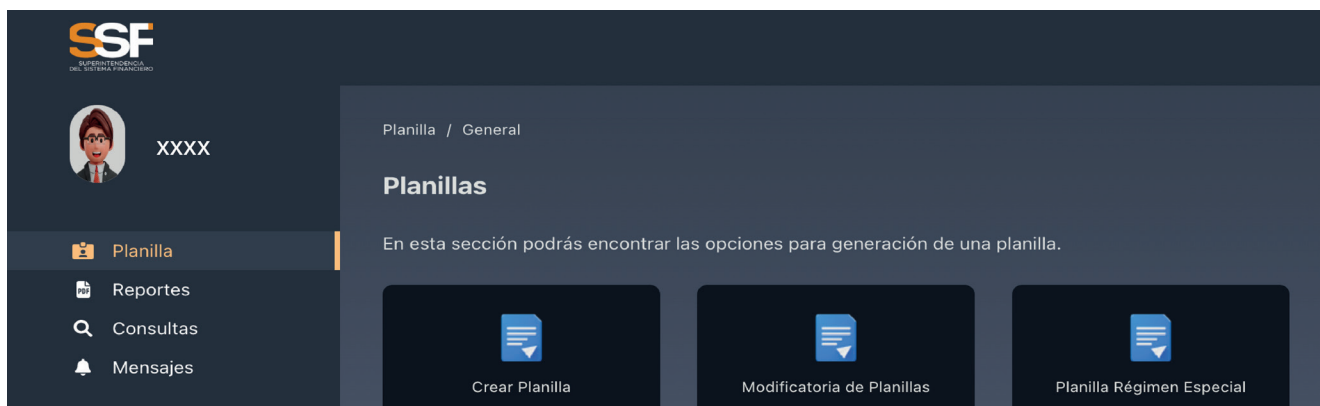 SSF
SUPERINTENDENCIA
DEL SISTEMA FINANCIERO
XXXX
Planilla
PDF Reportes
Consultas
Mensajes
Planilla / General
Planillas
En esta sección podrás encontrar las opciones para generación de una planilla.
Crear Planilla
Modificatoria de Planillas
Planilla Régimen Especial